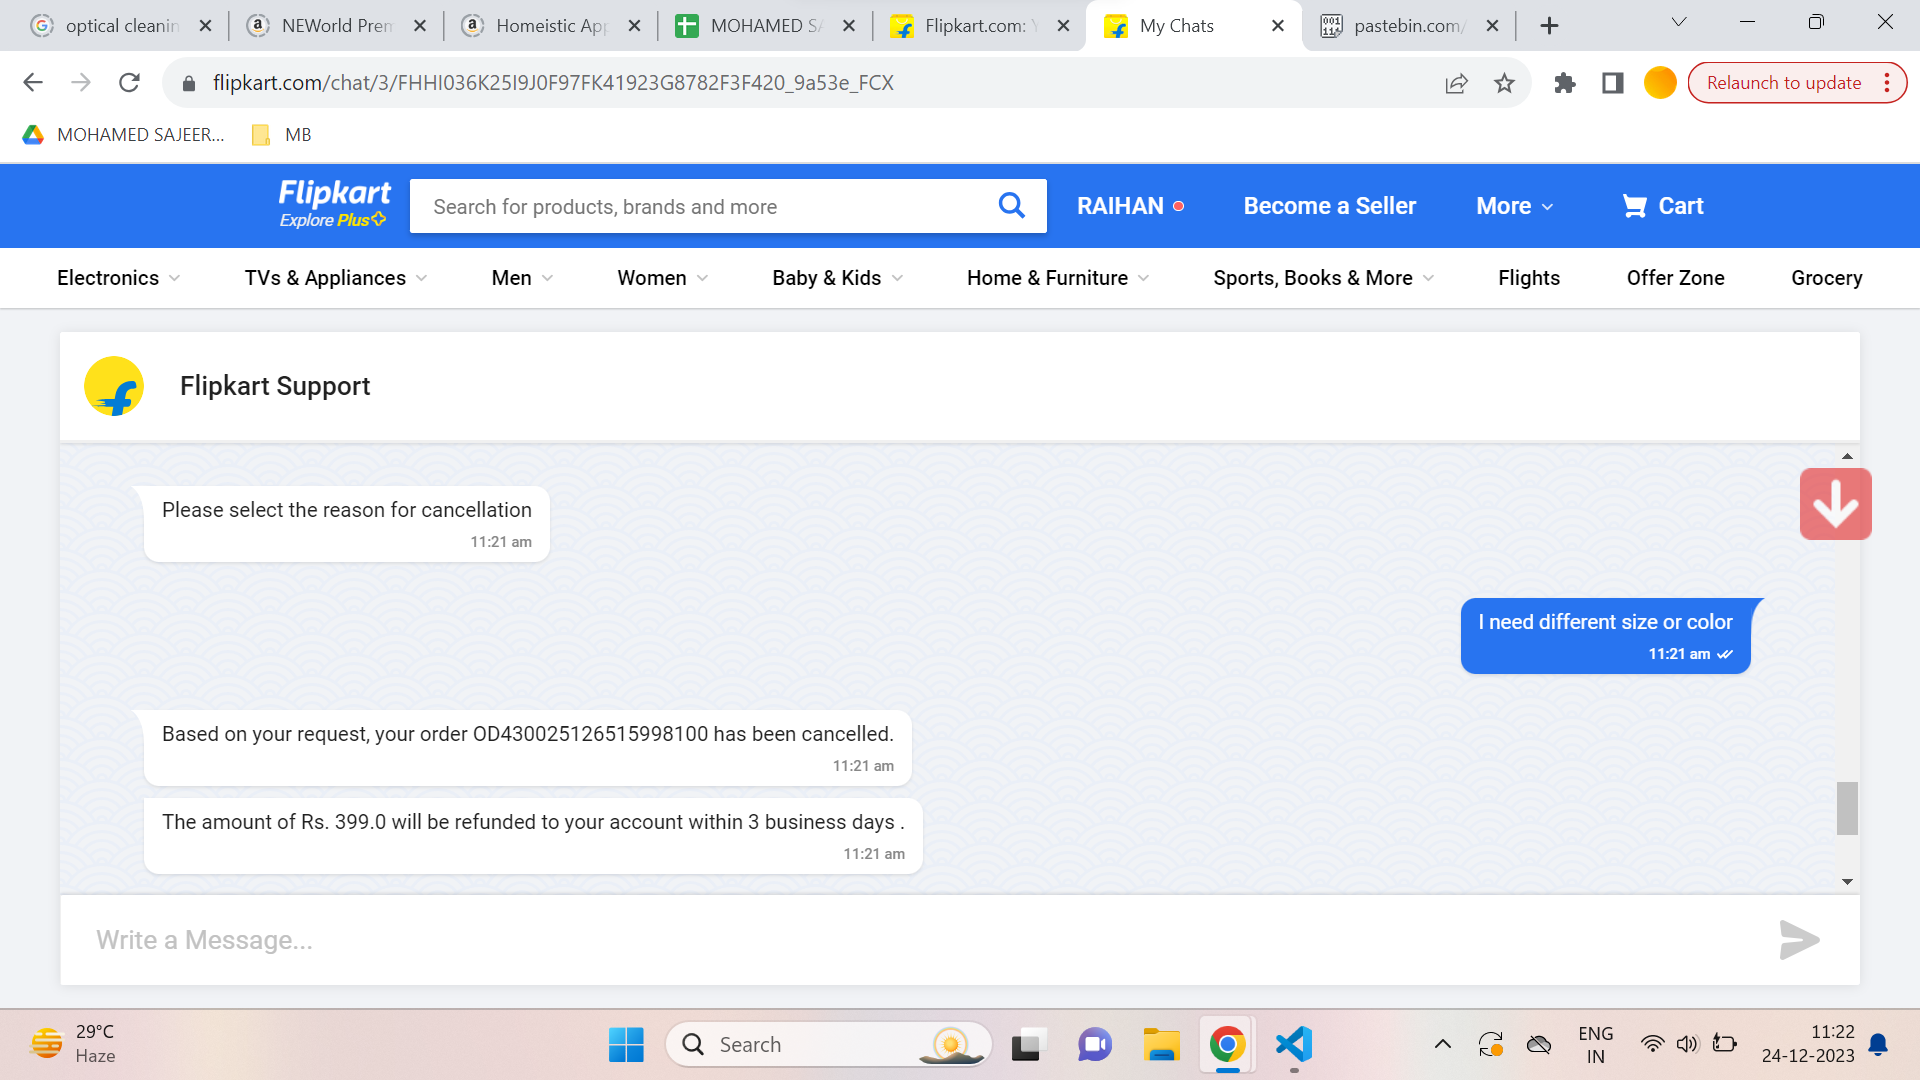 optical cleanin
NEWorld Prem
Homeistic App
MOHAMED SA
Flipkart.com: Y
My Chats
pastebin.com/
flipkart.com/chat/3/FHHI036K25I9J0F97FK41923G8782F3F420_9a53e_FCX
Relaunch to update
MOHAMED SAJEER...
MB
Flipkart
Explore Plus
Search for products, brands and more
RAIHAN
Become a Seller
More
Cart
Electronics
TVs & Appliances
Men
Women
Baby & Kids
Home & Furniture
Sports, Books & More
Flights
Offer Zone
Grocery
Flipkart Support
Please select the reason for cancellation
11:21 am
I need different size or color
11:21 am
Based on your request, your order OD430025126515998100 has been cancelled.
11:21 am
The amount of Rs. 399.0 will be refunded to your account within 3 business days .
11:21 am
Write a Message...
29°C
Haze
Search
ENG
IN
11:22
24-12-2023